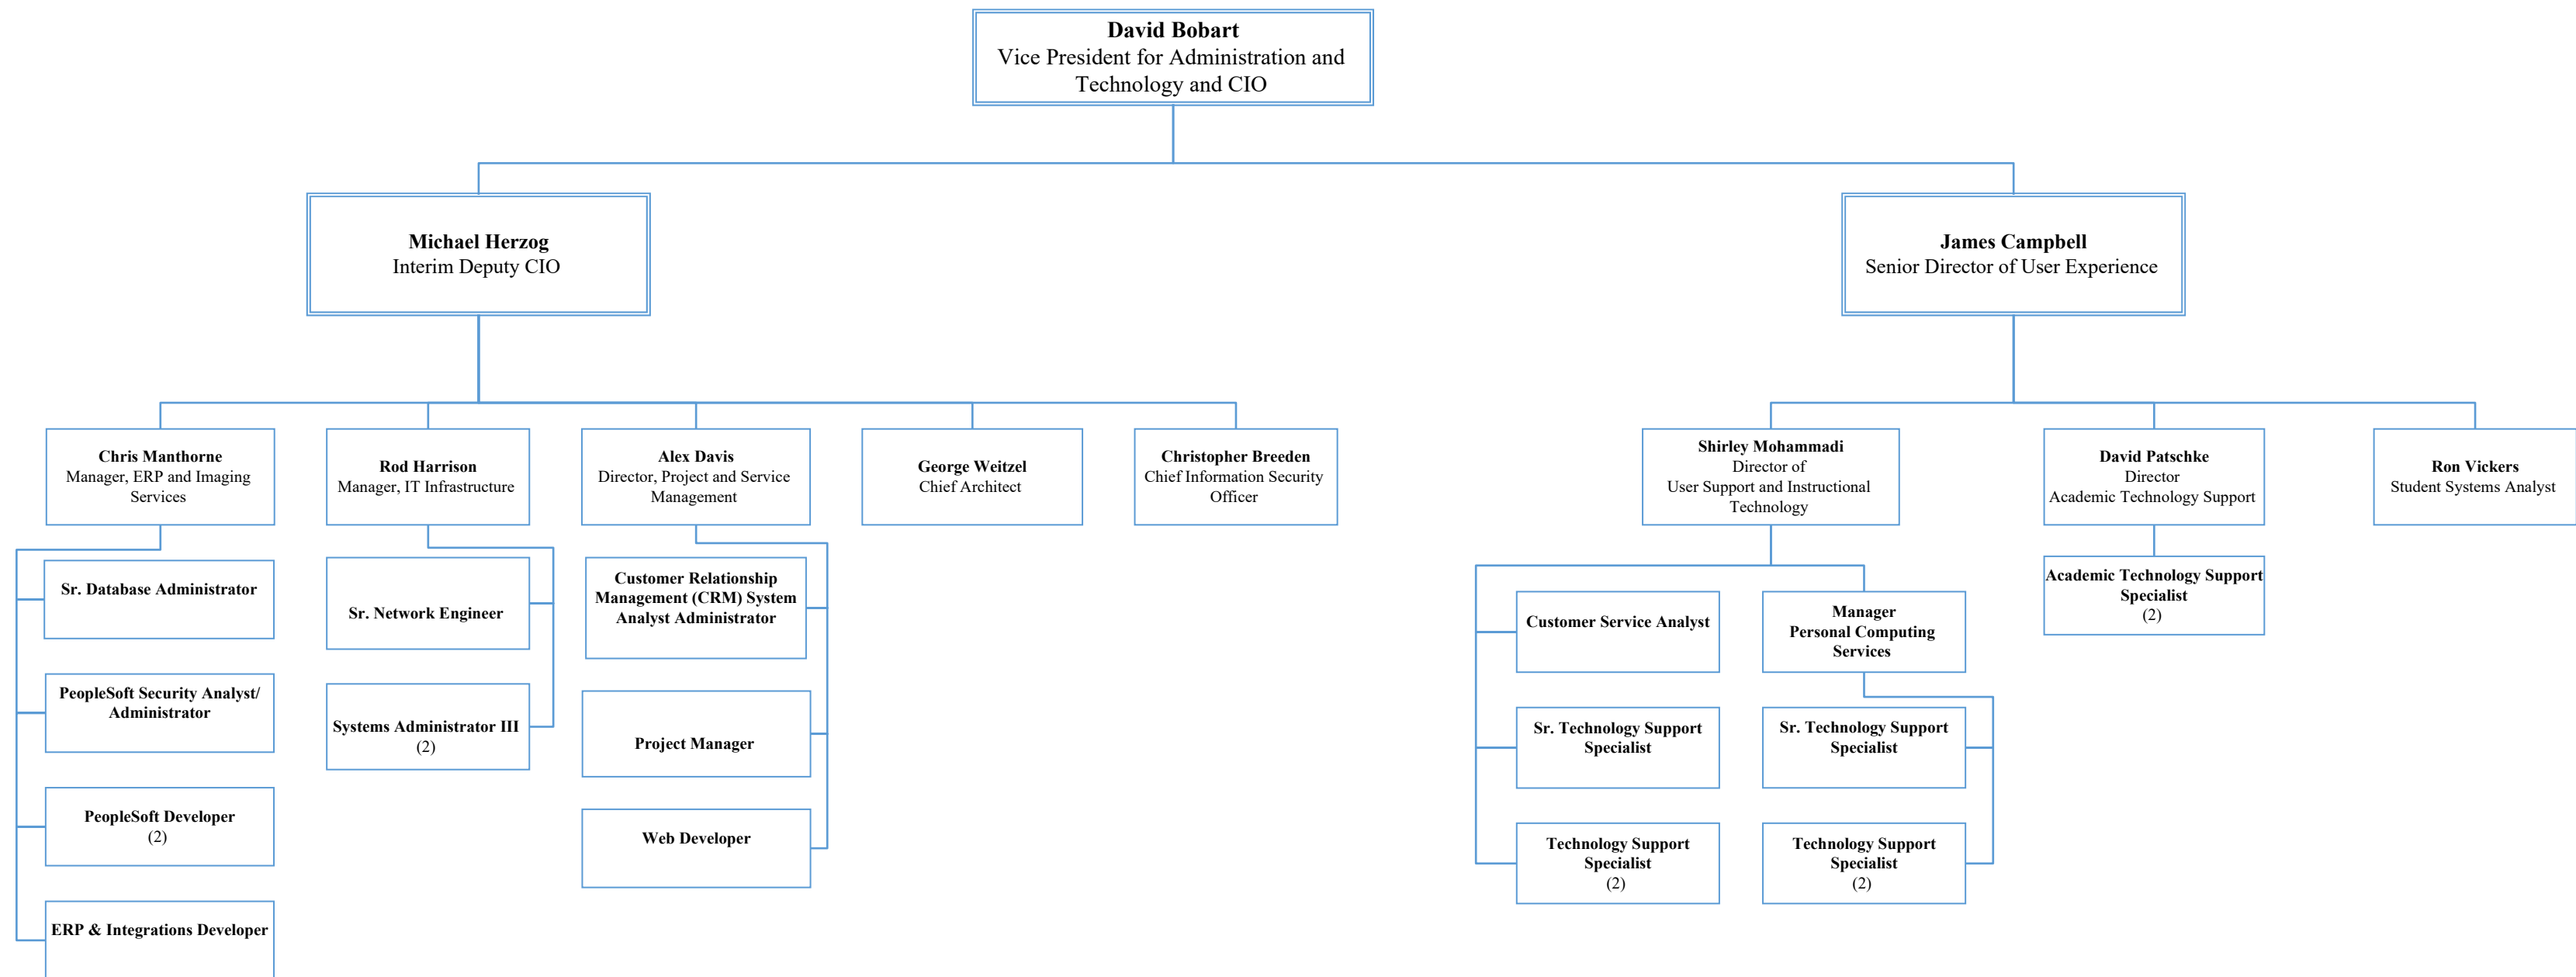 David Bobart
Vice President for Administration and
Technology and CIO
Michael Herzog
Interim Deputy CIO
James Campbell
Senior Director of User Experience
Chris Manthorne
Manager, ERP and Imaging
Services
Rod Harrison
Manager, IT Infrastructure
Alex Davis
Director, Project and Service
Management
George Weitzel
Chief Architect
Christopher Breeden
Chief Information Security
Officer
Shirley Mohammadi
Director of
User Support and Instructional
Technology
David Patschke
Director
Academic Technology Support
Ron Vickers
Student Systems Analyst
Sr. Database Administrator
PeopleSoft Security Analyst/
Administrator
PeopleSoft Developer
(2)
ERP & Integrations Developer
Sr. Network Engineer
Systems Administrator III
(2)
Customer Relationship
Management (CRM) System
Analyst Administrator
Project Manager
Web Developer
Customer Service Analyst
Sr. Technology Support
Specialist
Technology Support
Specialist
(2)
Manager
Personal Computing
Services
Sr. Technology Support
Specialist
Technology Support
Specialist
(2)
Academic Technology Support
Specialist
(2)